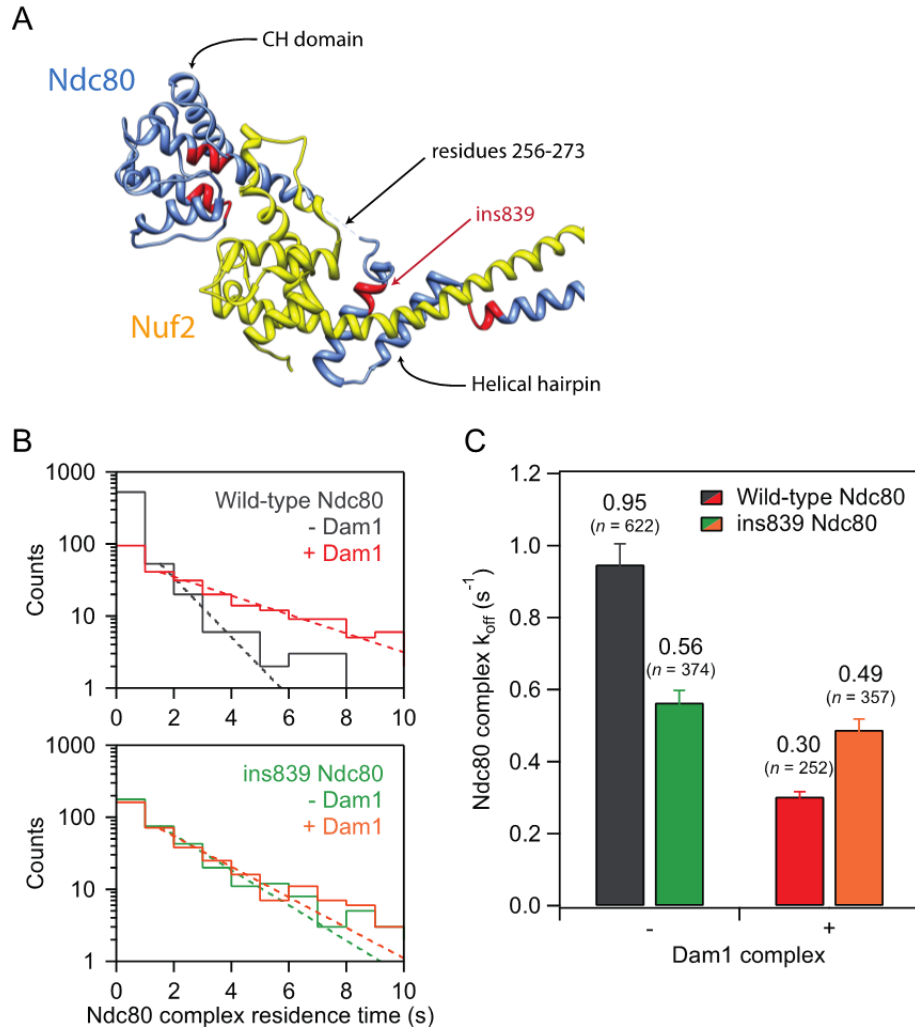 A
CH domain
Ndc80
residues 256-273
ins839
Nuf2
Helical hairpin
B
1000
100
10
1
Counts
Wild-type Ndc80
- Dam1
+ Dam1
0 2 4 6 8 10
1000
100
10
1
Counts
ins839 Ndc80
- Dam1
+ Dam1
0 2 4 6 8 10
Ndc80 complex residence time (s)
C
1.2
1.0
0.8
0.6
0.4
0.2
0.0
Ndc80 complex koff (s-1)
Wild-type Ndc80
ins839 Ndc80
0.95
(n = 622)
0.56
(n = 374)
0.30
(n = 252)
0.49
(n = 357)
- +
Dam1 complex